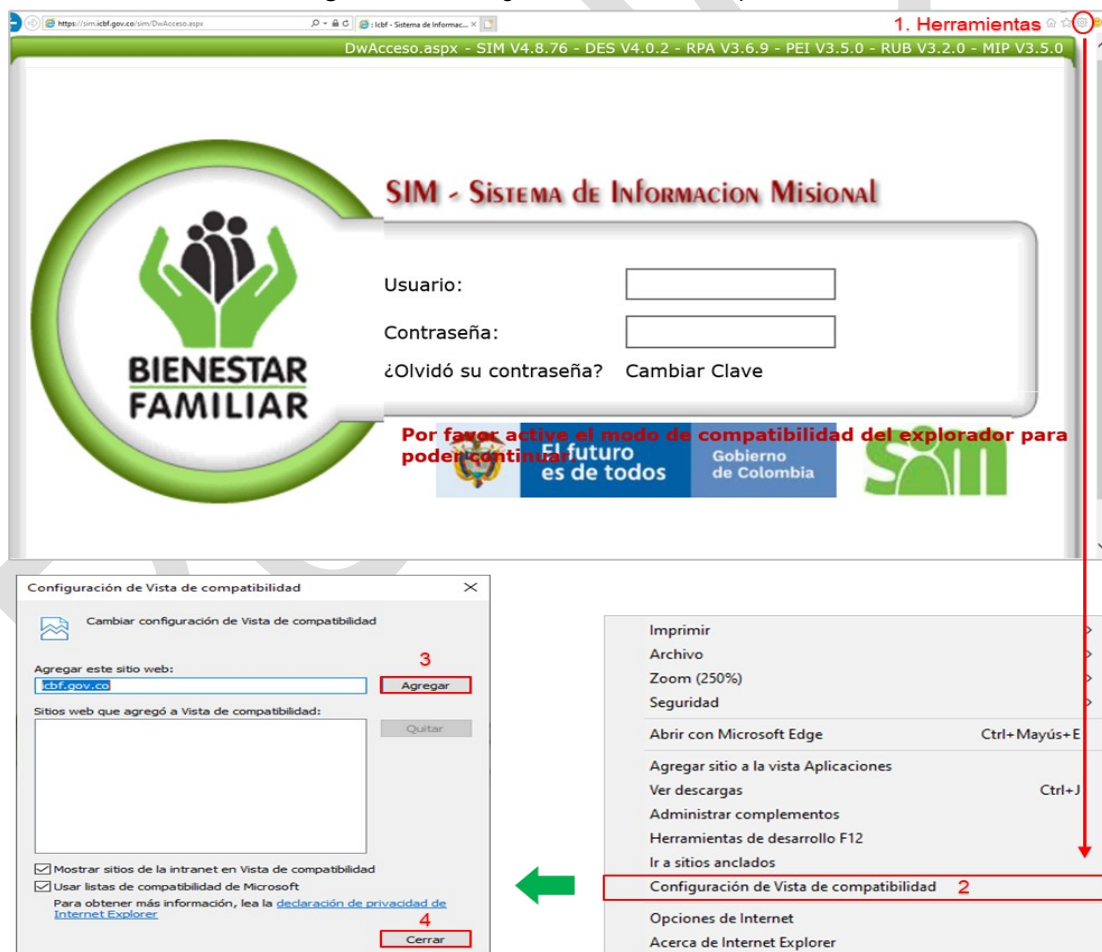 https://sim.icbf.gov.co/sim/DwAcceso.aspx
: Icbf - Sistema de Informac...
1. Herramientas
DwAcceso.aspx - SIM V4.8.76 - DES V4.0.2 - RPA V3.6.9 - PEI V3.5.0 - RUB V3.2.0 - MIP V3.5.0
SIM - Sistema de Informacion Misional
Usuario:
Contraseña:
¿Olvidó su contraseña? Cambiar Clave
BIENESTAR
FAMILIAR
Por favor active el modo de compatibilidad del explorador para
poder continuar.
El futuro
es de todos
Gobierno
de Colombia
SIM
Configuración de Vista de compatibilidad
Cambiar configuración de Vista de compatibilidad
Agregar este sitio web:
3
icbf.gov.co
Agregar
Sitios web que agregó a Vista de compatibilidad:
Quitar
Mostrar sitios de la intranet en Vista de compatibilidad
Usar listas de compatibilidad de Microsoft
Para obtener más información, lea la declaración de privacidad de
Internet Explorer
4
Cerrar
Imprimir
Archivo
Zoom (250%)
Seguridad
Abrir con Microsoft Edge Ctrl+Mayús+E
Agregar sitio a la vista Aplicaciones
Ver descargas Ctrl+J
Administrar complementos
Herramientas de desarrollo F12
Ir a sitios anclados
Configuración de Vista de compatibilidad 2
Opciones de Internet
Acerca de Internet Explorer